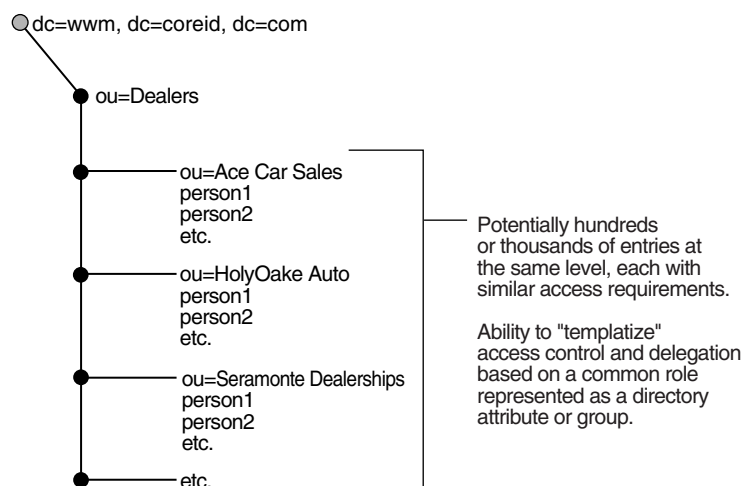 dc=wwm, dc=coreid, dc=com
ou=Dealers
ou=Ace Car Sales
person1
person2
etc.
ou=HolyOake Auto
person1
person2
etc.
ou=Seramonte Dealerships
person1
person2
etc.
etc.
Potentially hundreds
or thousands of entries at
the same level, each with
similar access requirements.
Ability to "templatize"
access control and delegation
based on a common role
represented as a directory
attribute or group.